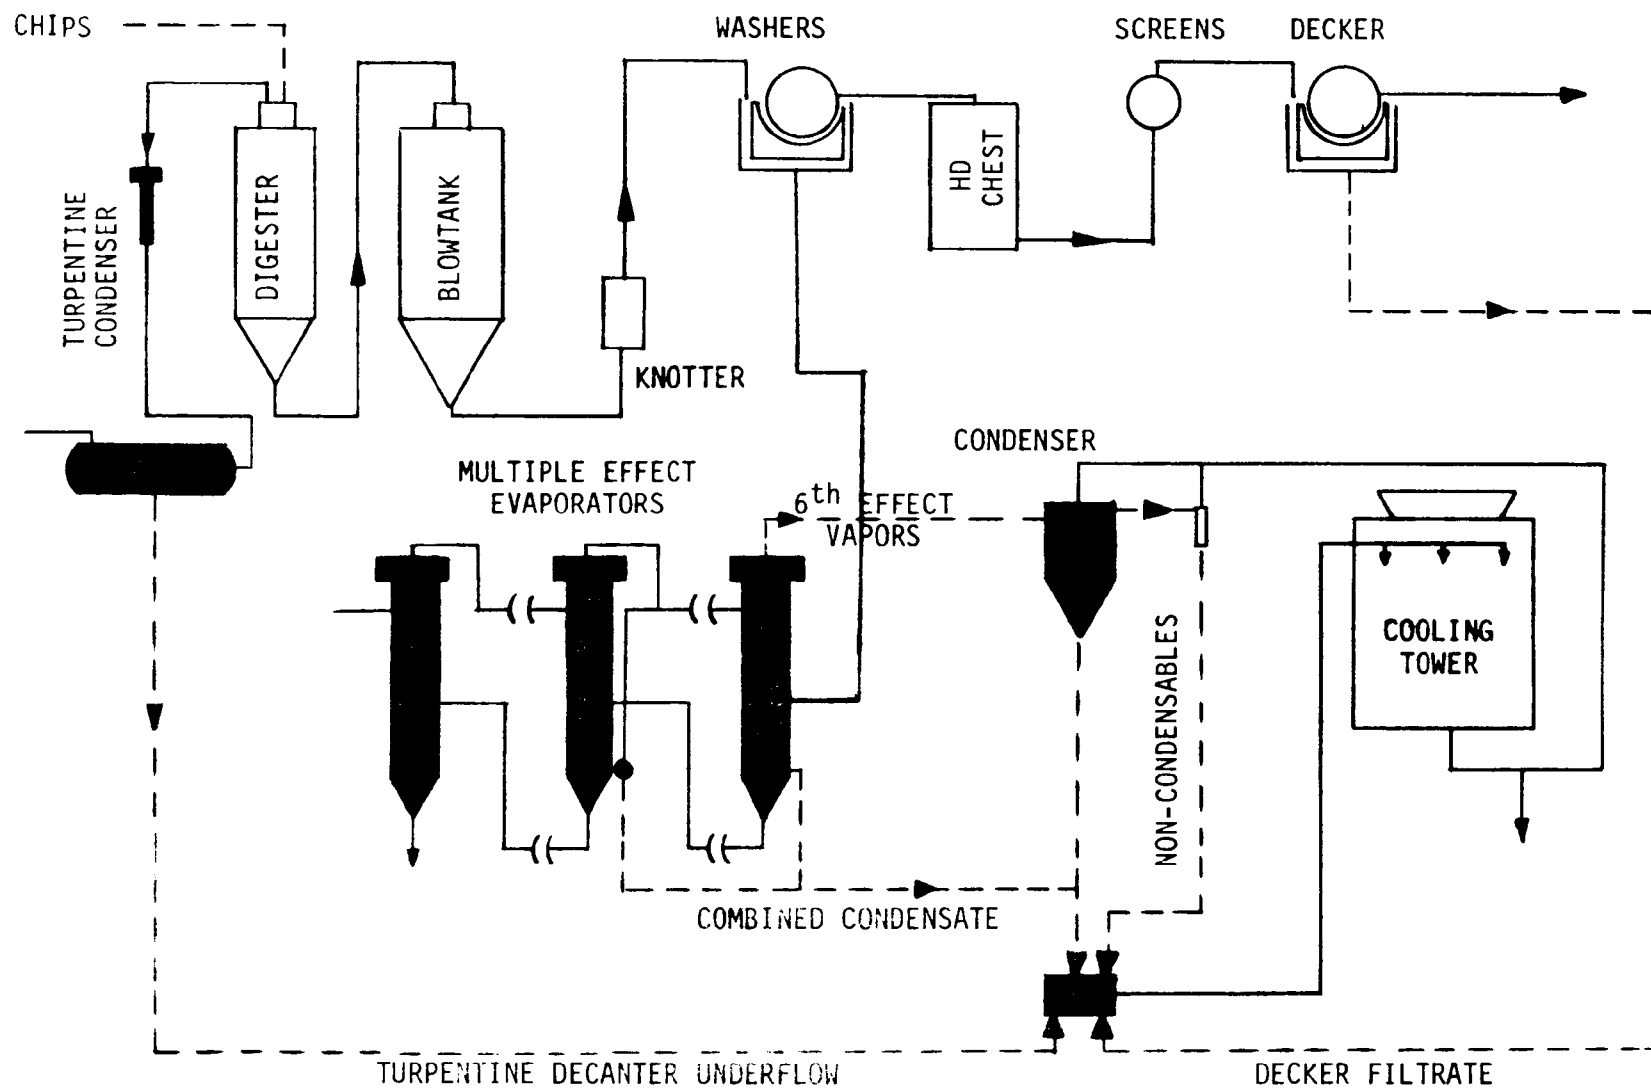 CHIPS
WASHERS
SCREENS
DECKER
TURPENTINE
CONDENSER
DIGESTER
BLOWTANK
HD
CHEST
KNOTTER
CONDENSER
MULTIPLE EFFECT
EVAPORATORS
6th EFFECT
VAPORS
COOLING
TOWER
NON-CONDENSABLES
COMBINED CONDENSATE
TURPENTINE DECANTER UNDERFLOW
DECKER FILTRATE